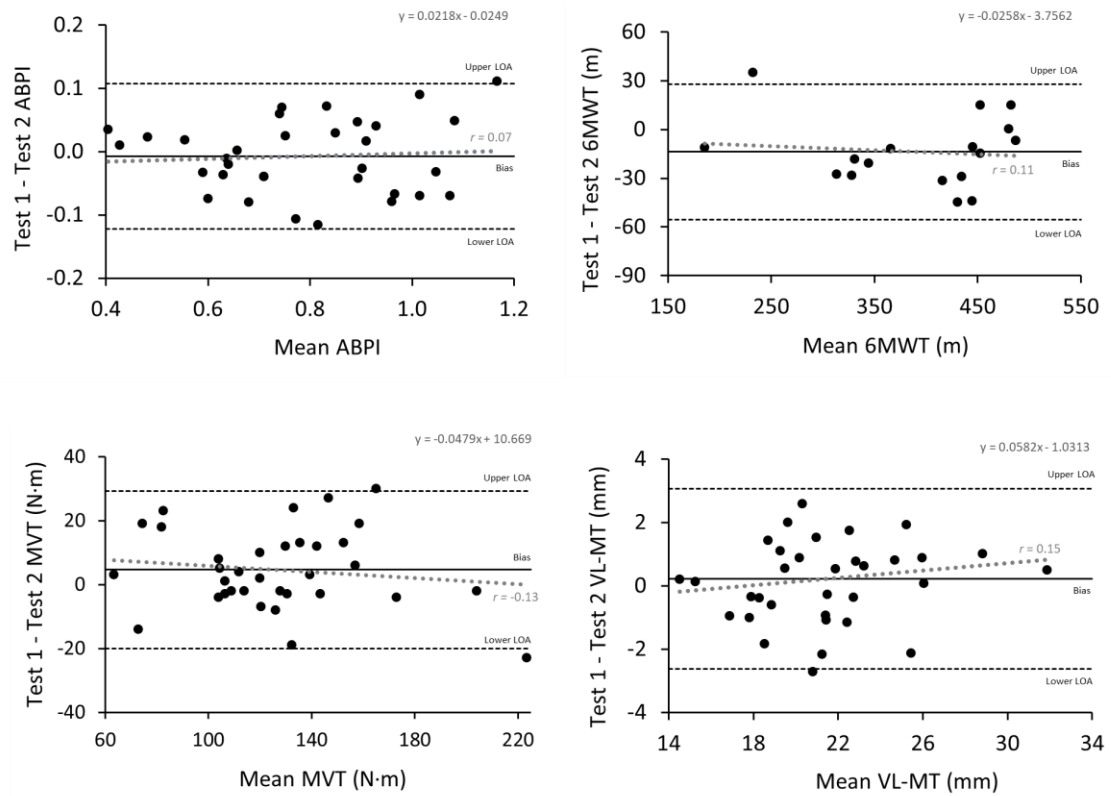 y = 0.0218x - 0.0249
Test 1 - Test 2 ABPI
0.2
0.1
0.0
-0.1
-0.2
Upper LOA
r = 0.07
Bias
Lower LOA
0.4 0.6 0.8 1.0 1.2
Mean ABPI
y = -0.0258x - 3.7562
Test 1 - Test 2 6MWT (m)
60
30
0
-30
-60
-90
Upper LOA
Bias
r = 0.11
Lower LOA
150 250 350 450 550
Mean 6MWT (m)
y = -0.0479x + 10.669
Test 1 - Test 2 MVT (N·m)
40
20
0
-20
-40
Upper LOA
Bias
r = -0.13
Lower LOA
60 100 140 180 220
Mean MVT (N·m)
y = 0.0582x - 1.0313
Test 1 - Test 2 VL-MT (mm)
4
2
0
-2
-4
Upper LOA
r = 0.15
Bias
Lower LOA
14 18 22 26 30 34
Mean VL-MT (mm)